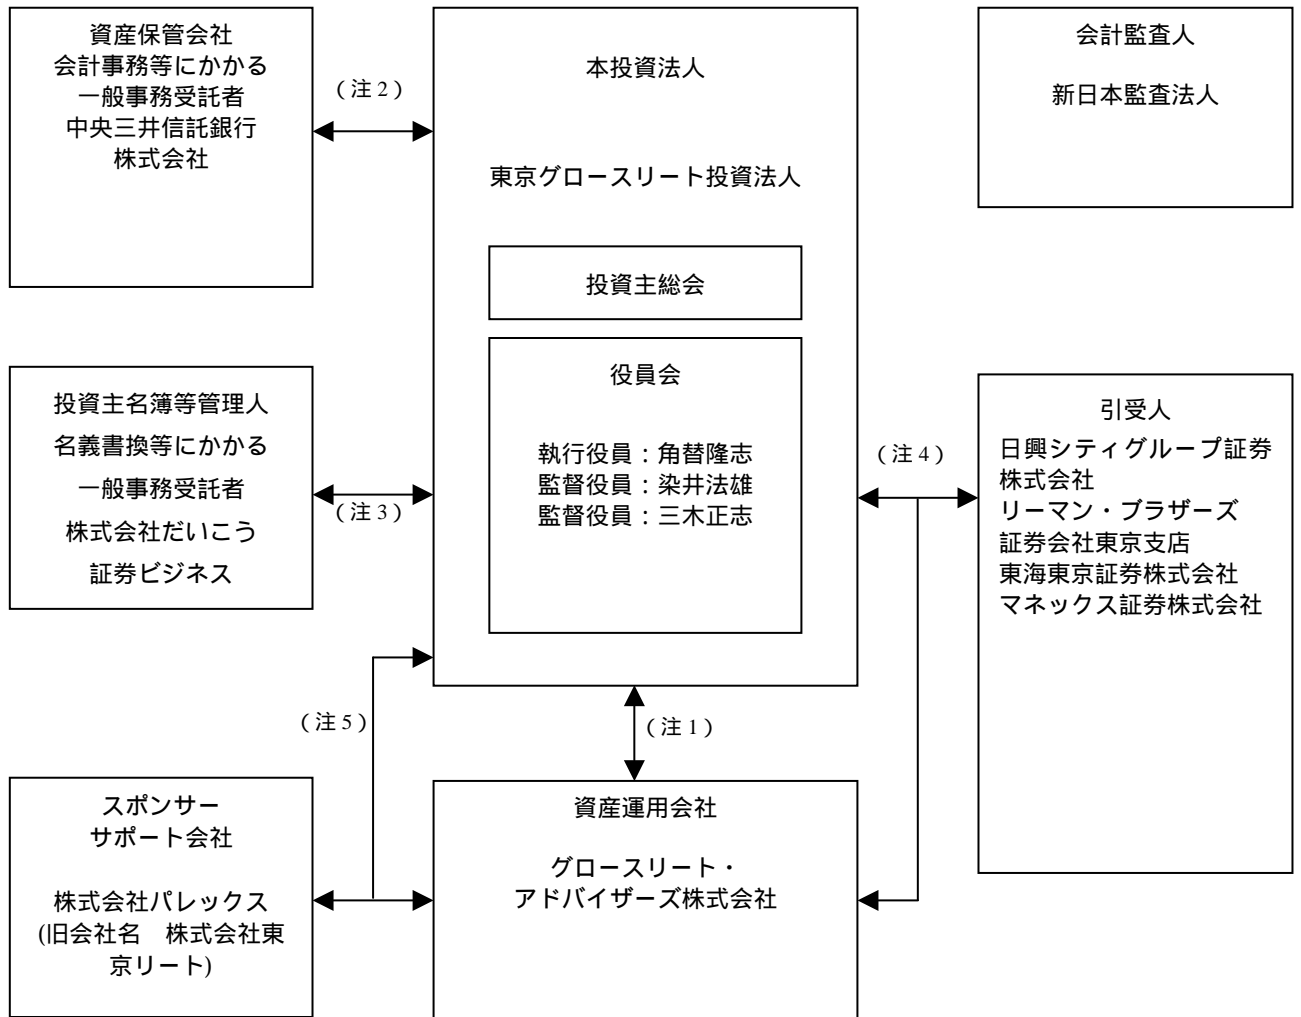 資産保管会社
会計事務等にかかる
一般事務受託者
中央三井信託銀行
株式会社
（注2）
本投資法人
東京グロースリート投資法人
投資主総会
役員会
執行役員：角替隆志
監督役員：染井法雄
監督役員：三木正志
会計監査人
新日本監査法人
投資主名簿等管理人
名義書換等にかかる
一般事務受託者
株式会社だいこう
証券ビジネス
（注3）
（注4）
引受人
日興シティグループ証券
株式会社
リーマン・ブラザーズ
証券会社東京支店
東海東京証券株式会社
マネックス証券株式会社
（注5）
（注1）
スポンサー
サポート会社
株式会社パレックス
(旧会社名　株式会社東
京リート)
資産運用会社
グロースリート・
アドバイザーズ株式会社